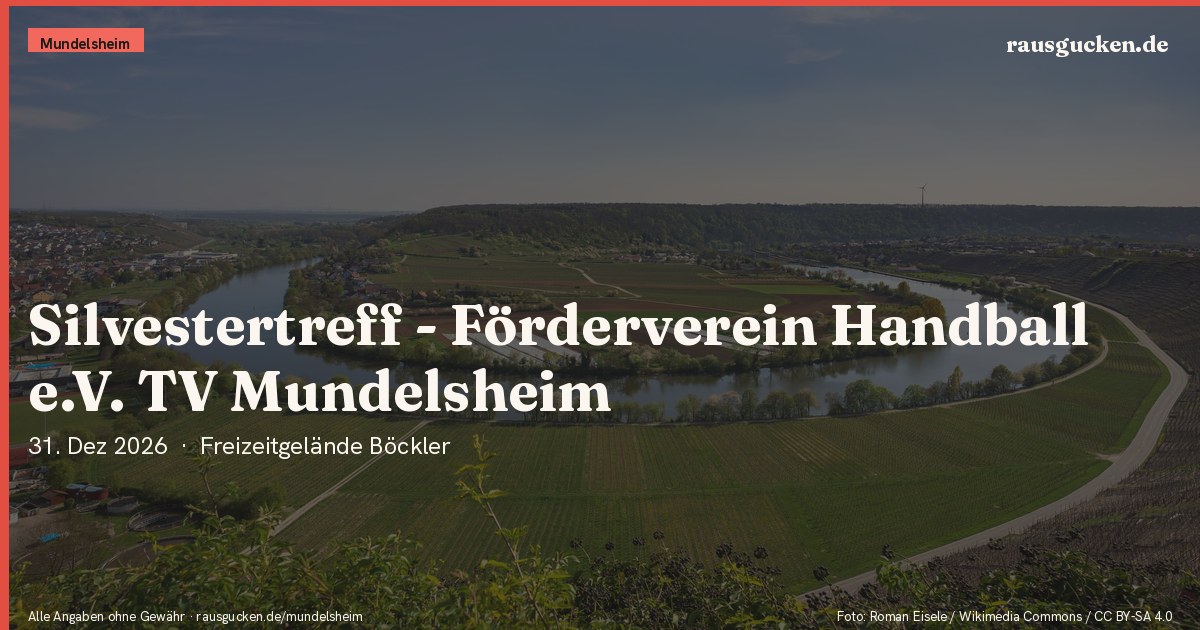 Mundelsheim
rausgucken.de
Silvestertreff - Förderverein Handball
e.V. TV Mundelsheim
31. Dez 2026 · Freizeitgelände Böckler
Alle Angaben ohne Gewähr · rausgucken.de/mundelsheim
Foto: Roman Eisele / Wikimedia Commons / CC BY-SA 4.0